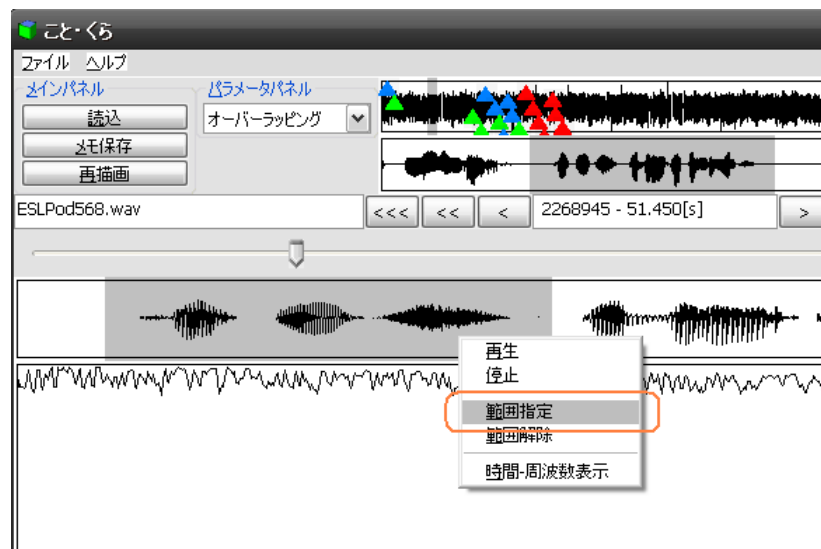 こと・くら
ファイル ヘルプ
メインパネル
パラメータパネル
読込
オーバーラッピング
メモ保存
再描画
ESLPod568.wav
<<<
<<
<
2268945 - 51.450[s]
>
再生
停止
範囲指定
範囲解除
時間-周波数表示